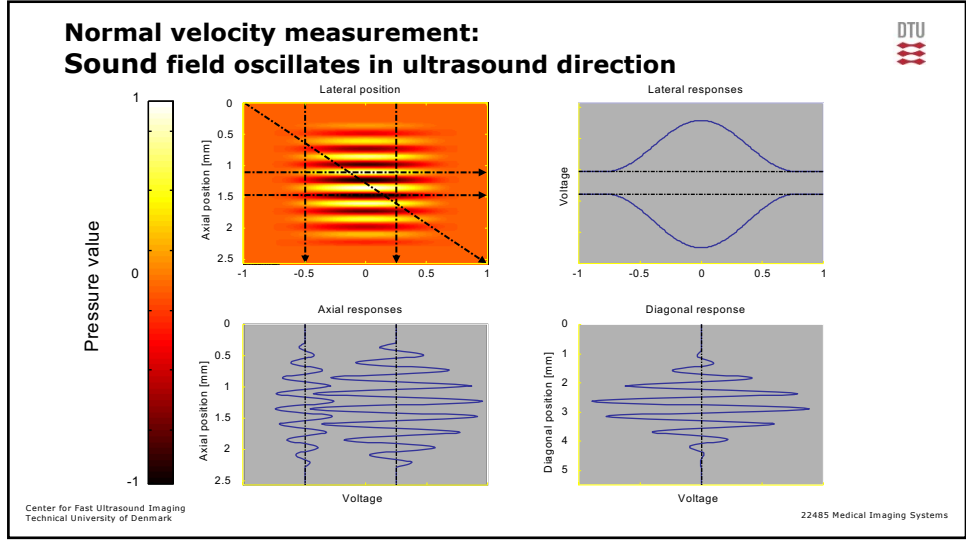 Normal velocity measurement:
Sound field oscillates in ultrasound direction
DTU
Lateral position
1
0
-1
Pressure value
0
0.5
1
1.5
2
2.5
Axial position [mm]
-1
-0.5
0
0.5
1
Lateral responses
Voltage
-1
-0.5
0
0.5
1
Axial responses
0
0.5
1
1.5
2
2.5
Axial position [mm]
Voltage
Diagonal response
0
1
2
3
4
5
Diagonal position [mm]
Voltage
Center for Fast Ultrasound Imaging
Technical University of Denmark
22485 Medical Imaging Systems